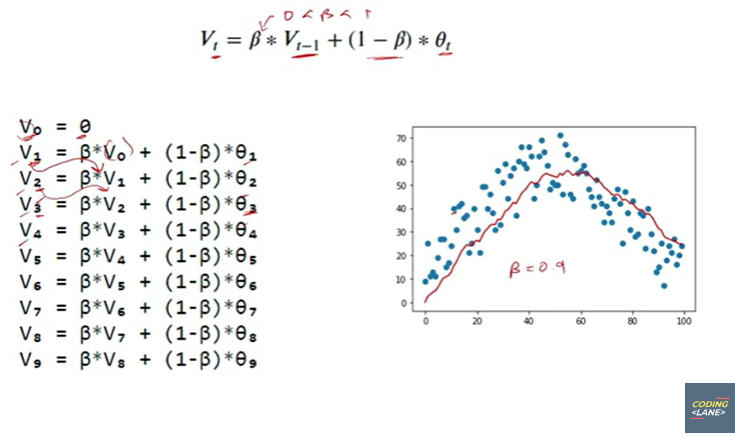 0 < β < 1
Vₜ = β ∗ Vₜ₋₁ + (1 − β) ∗ θₜ
V₀ = 0
V₁ = β*V₀ + (1-β)*θ₁
V₂ = β*V₁ + (1-β)*θ₂
V₃ = β*V₂ + (1-β)*θ₃
V₄ = β*V₃ + (1-β)*θ₄
V₅ = β*V₄ + (1-β)*θ₅
V₆ = β*V₅ + (1-β)*θ₆
V₇ = β*V₆ + (1-β)*θ₇
V₈ = β*V₇ + (1-β)*θ₈
V₉ = β*V₈ + (1-β)*θ₉
70
60
50
40
30
20
10
0
β = 0.9
0 20 40 60 80 100
CODING
<LANE>